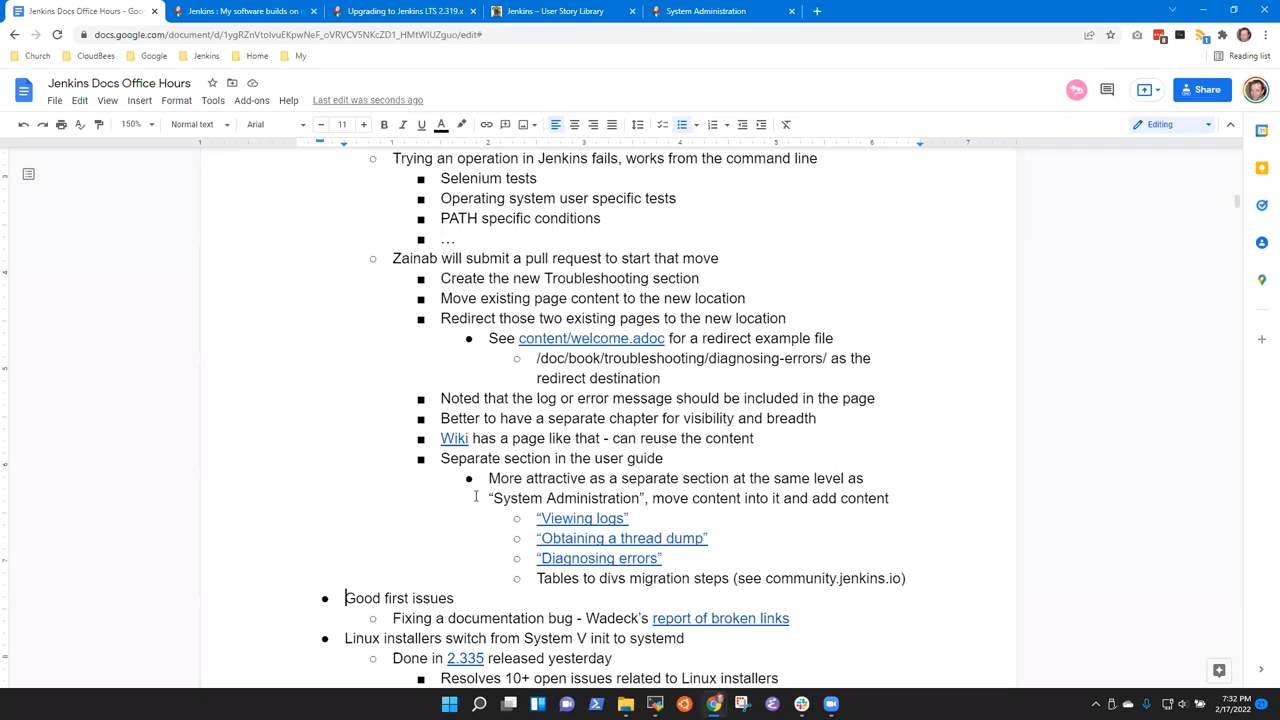 Jenkins Docs Office Hours - Goo
Jenkins : My software builds on m
Upgrading to Jenkins LTS 2.319.x
Jenkins – User Story Library
System Administration
docs.google.com/document/d/1ygRZnVtoIvuEKpwNeF_oVRVCV5NKcZD1_HMtWIUZguo/edit#
Church
CloudBees
Google
Jenkins
Home
My
Reading list
Jenkins Docs Office Hours
File Edit View Insert Format Tools Add-ons Help Last edit was seconds ago
Share
150% Normal text Arial 11 Editing
Trying an operation in Jenkins fails, works from the command line
Selenium tests
Operating system user specific tests
PATH specific conditions
…
Zainab will submit a pull request to start that move
Create the new Troubleshooting section
Move existing page content to the new location
Redirect those two existing pages to the new location
See content/welcome.adoc for a redirect example file
/doc/book/troubleshooting/diagnosing-errors/ as the
redirect destination
Noted that the log or error message should be included in the page
Better to have a separate chapter for visibility and breadth
Wiki has a page like that - can reuse the content
Separate section in the user guide
More attractive as a separate section at the same level as
“System Administration”, move content into it and add content
“Viewing logs”
“Obtaining a thread dump”
“Diagnosing errors”
Tables to divs migration steps (see community.jenkins.io)
Good first issues
Fixing a documentation bug - Wadeck’s report of broken links
Linux installers switch from System V init to systemd
Done in 2.335 released yesterday
Resolves 10+ open issues related to Linux installers
7:32 PM
2/17/2022